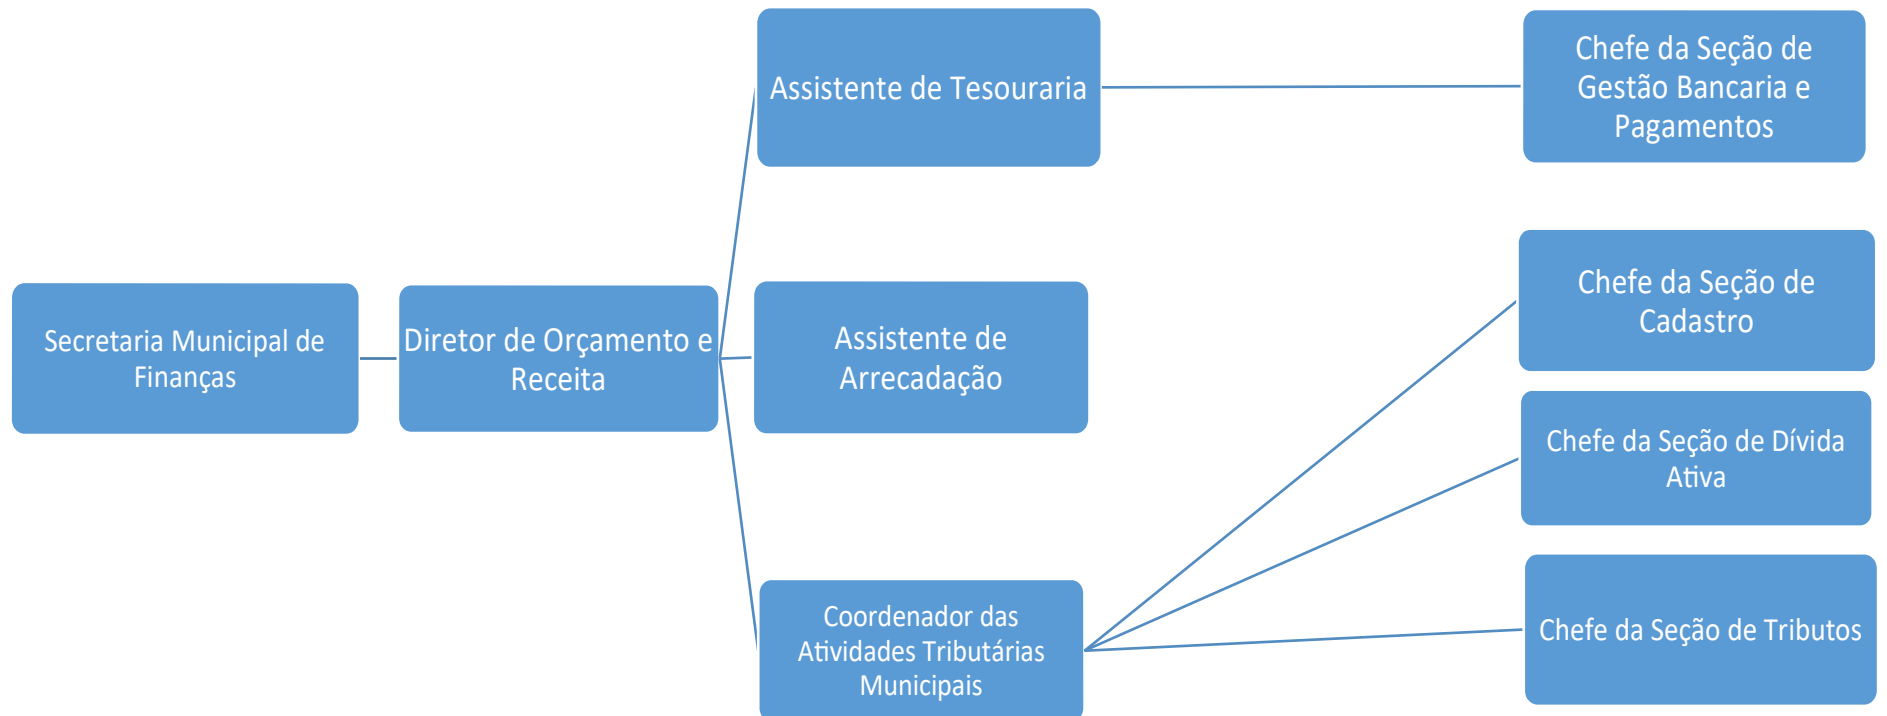 Secretaria Municipal de
Finanças
Diretor de Orçamento e
Receita
Assistente de Tesouraria
Assistente de
Arrecadação
Coordenador das
Atividades Tributárias
Municipais
Chefe da Seção de
Gestão Bancaria e
Pagamentos
Chefe da Seção de
Cadastro
Chefe da Seção de Dívida
Ativa
Chefe da Seção de Tributos